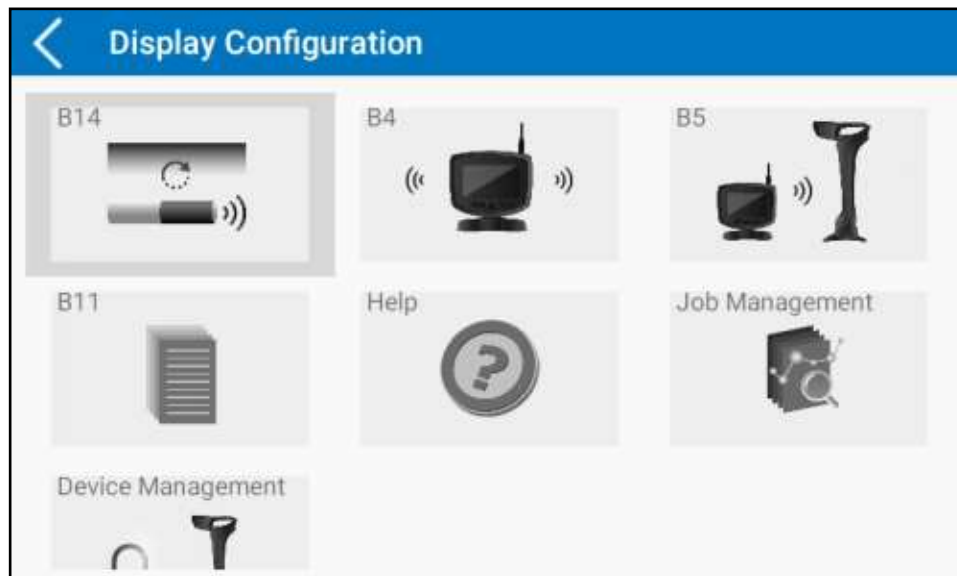 Display Configuration
B14
B4
B5
B11
Help
Job Management
Device Management